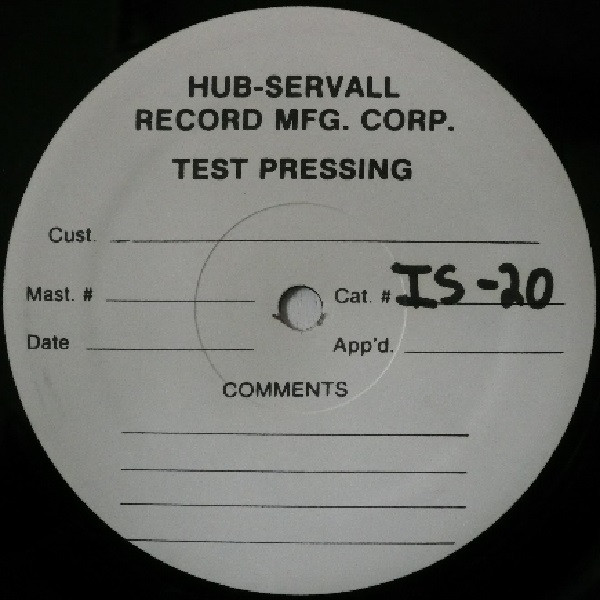 HUB-SERVALL
RECORD MFG. CORP.
TEST PRESSING
Cust.
Mast. # Cat. # IS-20
Date App'd.
COMMENTS